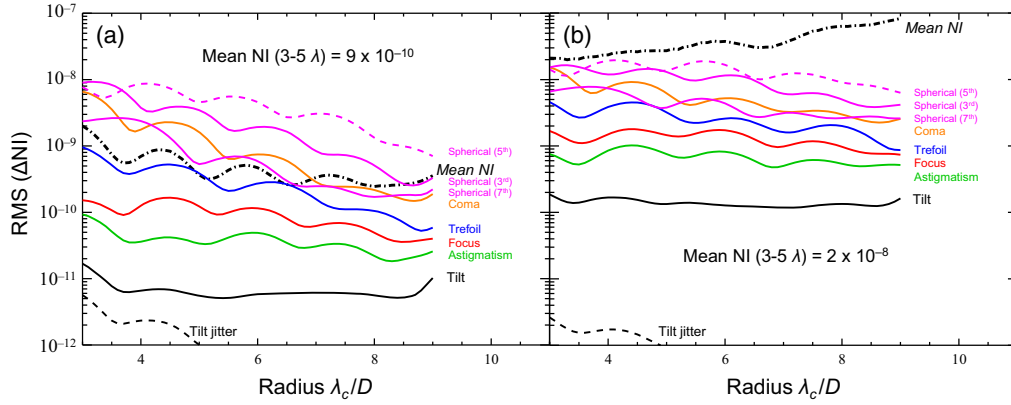 (a)
Mean NI (3-5 λ) = 9 x 10⁻¹⁰
RMS (ΔNI)
10⁻⁷
10⁻⁸
10⁻⁹
10⁻¹⁰
10⁻¹¹
10⁻¹²
Spherical (5ᵗʰ)
Mean NI
Spherical (3ʳᵈ)
Spherical (7ᵗʰ)
Coma
Trefoil
Focus
Astigmatism
Tilt
Tilt jitter
4 6 8 10
Radius λ_c/D
(b)
Mean NI
Spherical (5ᵗʰ)
Spherical (3ʳᵈ)
Spherical (7ᵗʰ)
Coma
Trefoil
Focus
Astigmatism
Tilt
Mean NI (3-5 λ) = 2 x 10⁻⁸
Tilt jitter
4 6 8 10
Radius λ_c/D